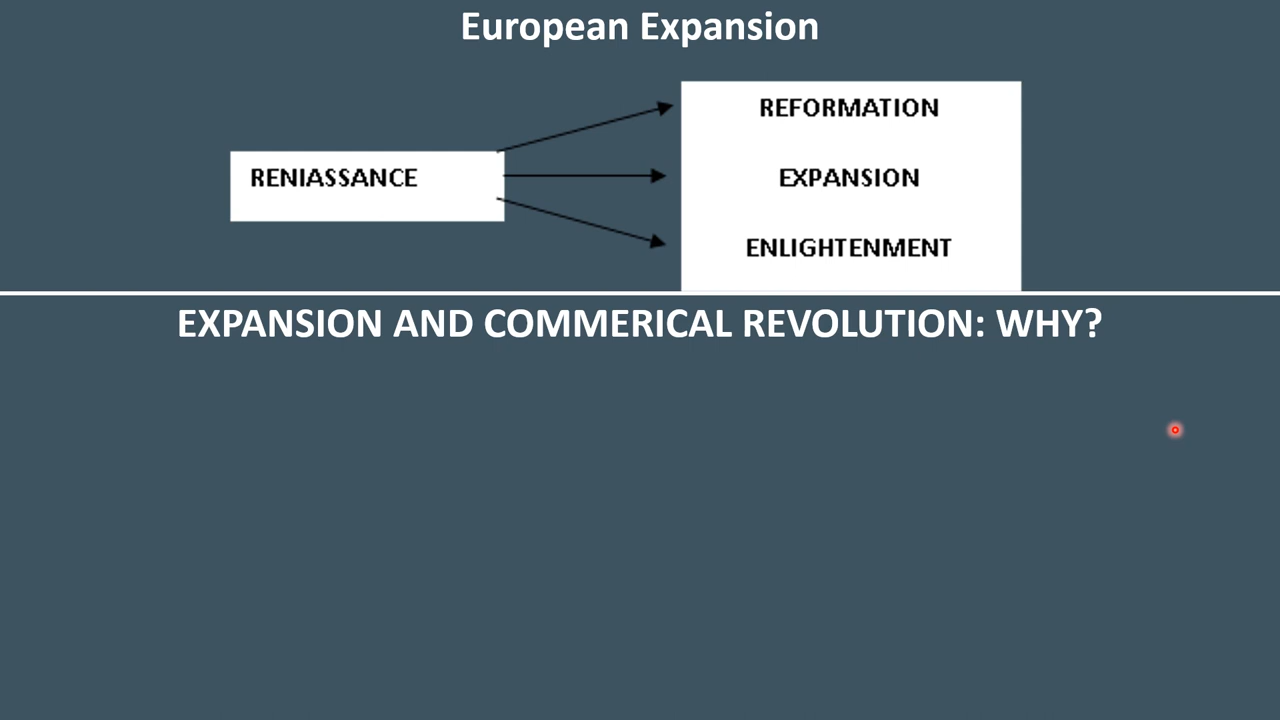 European Expansion
REFORMATION
RENIASSANCE
EXPANSION
ENLIGHTENMENT
EXPANSION AND COMMERICAL REVOLUTION: WHY?